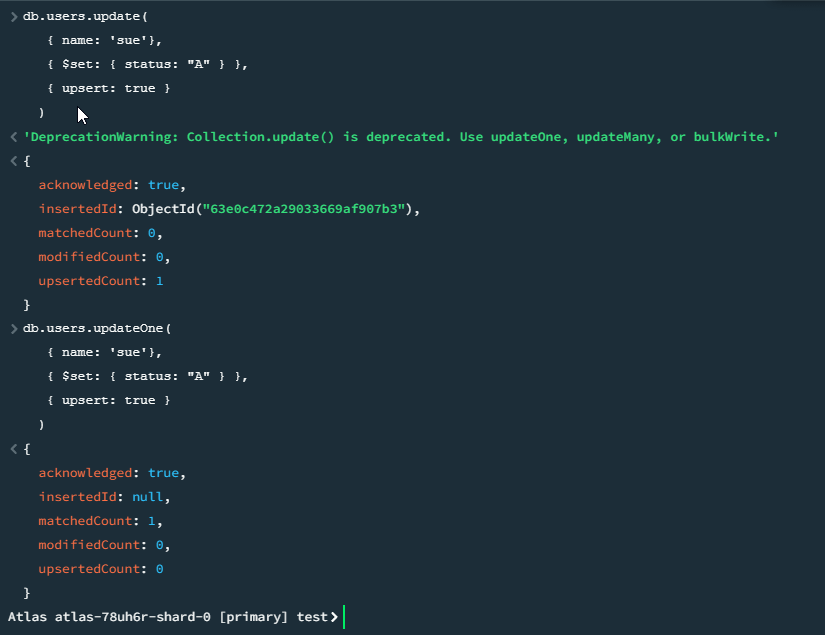 > db.users.update(
{ name: 'sue'},
{ $set: { status: "A" } },
{ upsert: true }
)
< 'DeprecationWarning: Collection.update() is deprecated. Use updateOne, updateMany, or bulkWrite.'
< {
acknowledged: true,
insertedId: ObjectId("63e0c472a29033669af907b3"),
matchedCount: 0,
modifiedCount: 0,
upsertedCount: 1
}
> db.users.updateOne(
{ name: 'sue'},
{ $set: { status: "A" } },
{ upsert: true }
)
< {
acknowledged: true,
insertedId: null,
matchedCount: 1,
modifiedCount: 0,
upsertedCount: 0
}
Atlas atlas-78uh6r-shard-0 [primary] test>